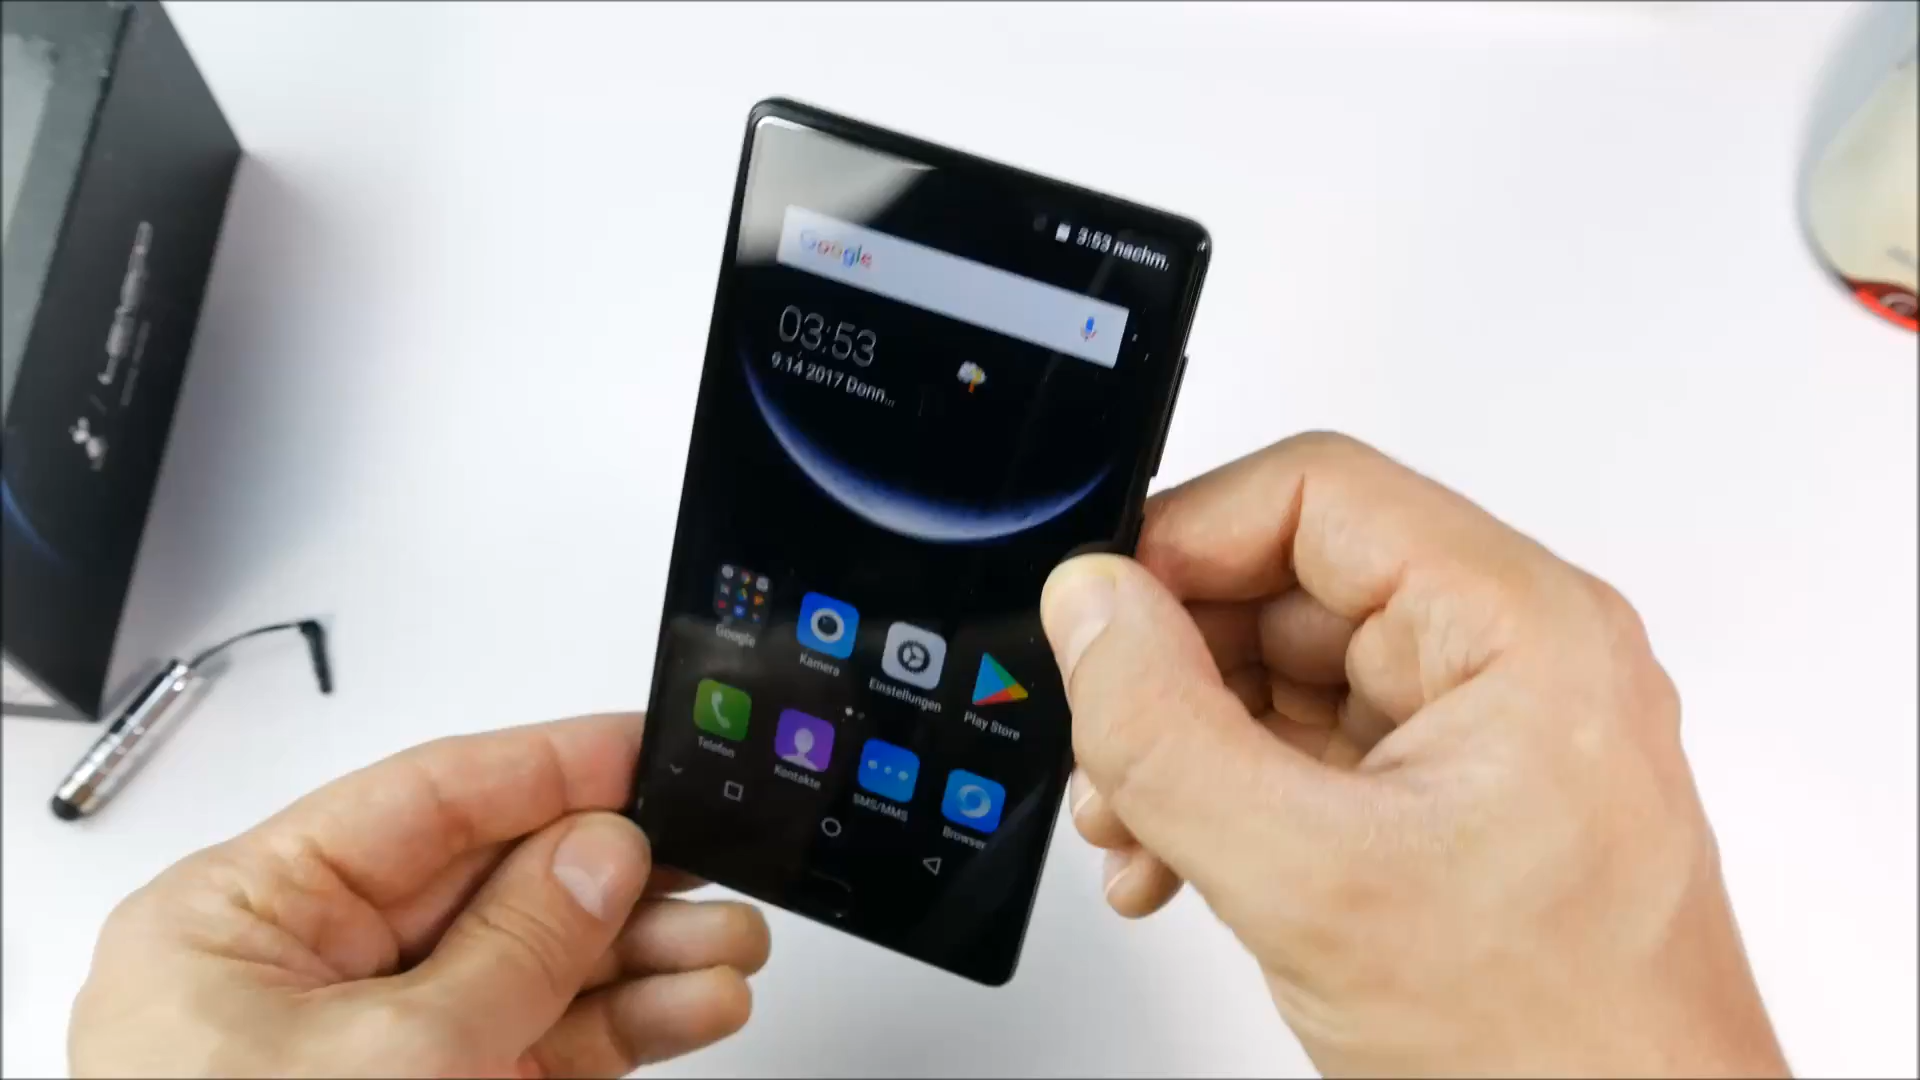 3:53 nachm.
Google
03:53
9.14 2017 Donn...
Google
Kamera
Einstellungen
Play Store
Telefon
Kontakte
SMS/MMS
Browser